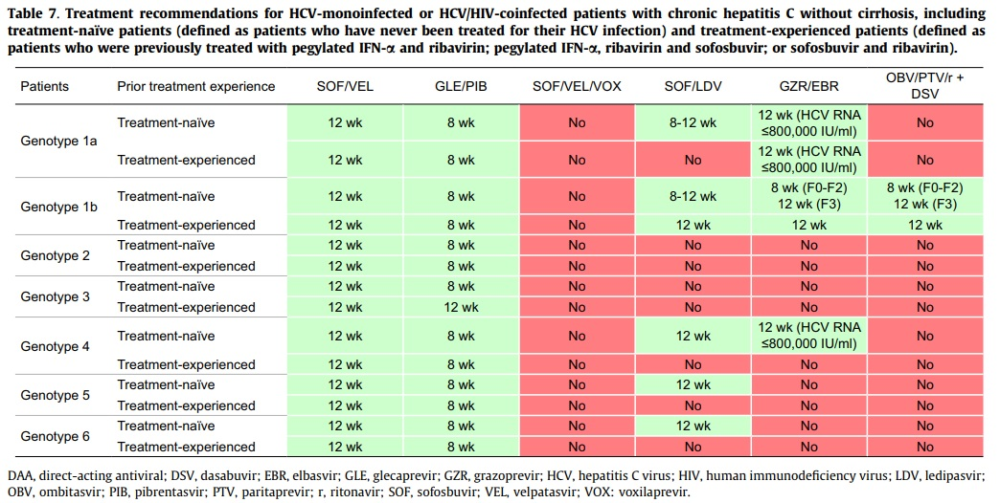 Table 7. Treatment recommendations for HCV-monoinfected or HCV/HIV-coinfected patients with chronic hepatitis C without cirrhosis, including
treatment-naïve patients (defined as patients who have never been treated for their HCV infection) and treatment-experienced patients (defined as
patients who were previously treated with pegylated IFN-α and ribavirin; pegylated IFN-α, ribavirin and sofosbuvir; or sofosbuvir and ribavirin).
Patients Prior treatment experience SOF/VEL GLE/PIB SOF/VEL/VOX SOF/LDV GZR/EBR OBV/PTV/r +
DSV
Genotype 1a Treatment-naïve 12 wk 8 wk No 8-12 wk 12 wk (HCV RNA
≤800,000 IU/ml) No
Treatment-experienced 12 wk 8 wk No No 12 wk (HCV RNA
≤800,000 IU/ml) No
Genotype 1b Treatment-naïve 12 wk 8 wk No 8-12 wk 8 wk (F0-F2) 8 wk (F0-F2)
12 wk (F3) 12 wk (F3)
Treatment-experienced 12 wk 8 wk No 12 wk 12 wk 12 wk
Genotype 2 Treatment-naïve 12 wk 8 wk No No No No
Treatment-experienced 12 wk 8 wk No No No No
Genotype 3 Treatment-naïve 12 wk 8 wk No No No No
Treatment-experienced 12 wk 12 wk No No No No
Genotype 4 Treatment-naïve 12 wk 8 wk No 12 wk 12 wk (HCV RNA
≤800,000 IU/ml) No
Treatment-experienced 12 wk 8 wk No No No No
Genotype 5 Treatment-naïve 12 wk 8 wk No 12 wk No No
Treatment-experienced 12 wk 8 wk No No No No
Genotype 6 Treatment-naïve 12 wk 8 wk No 12 wk No No
Treatment-experienced 12 wk 8 wk No No No No
DAA, direct-acting antiviral; DSV, dasabuvir; EBR, elbasvir; GLE, glecaprevir; GZR, grazoprevir; HCV, hepatitis C virus; HIV, human immunodeficiency virus; LDV, ledipasvir;
OBV, ombitasvir; PIB, pibrentasvir; PTV, paritaprevir; r, ritonavir; SOF, sofosbuvir; VEL, velpatasvir; VOX: voxilaprevir.